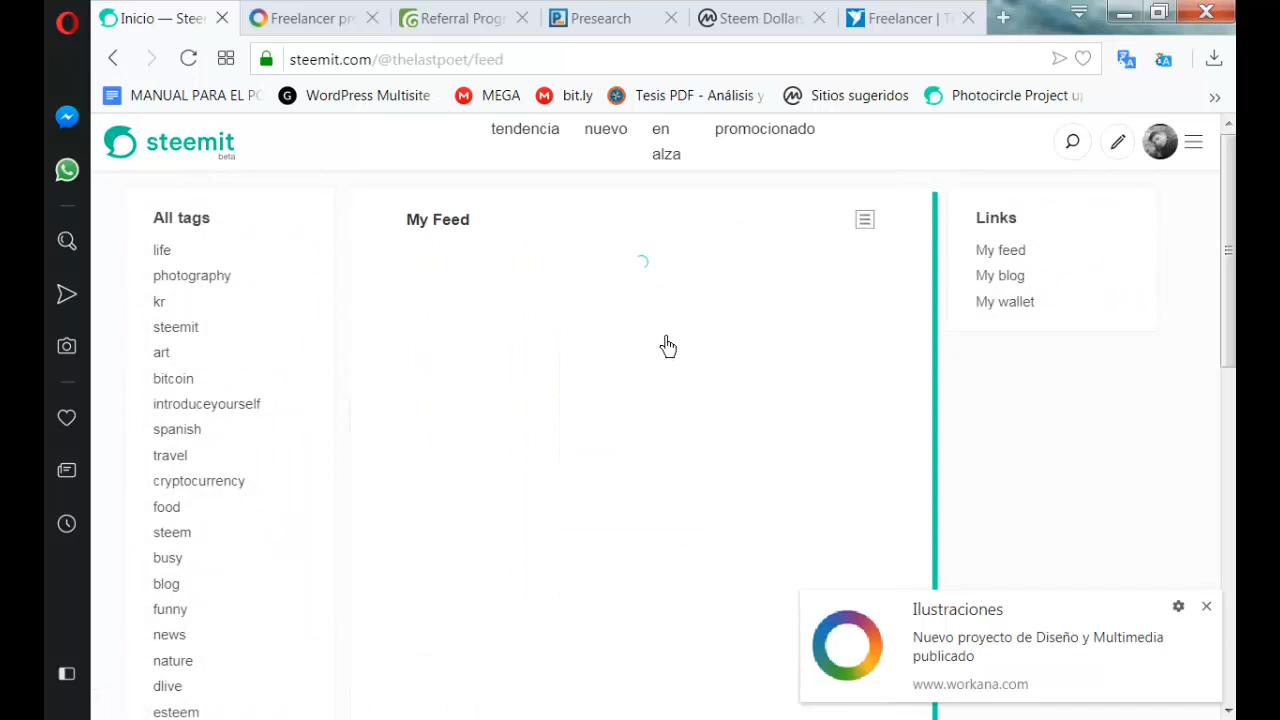 Inicio — Stee
Freelancer pr
Referral Prog
Presearch
Steem Dollar
Freelancer | T
steemit.com/@thelastpoet/feed
MANUAL PARA EL P
WordPress Multisite
MEGA
bit.ly
Tesis PDF - Análisis y
Sitios sugeridos
Photocircle Project u
steemit
beta
tendencia
nuevo
en
alza
promocionado
All tags
life
photography
kr
steemit
art
bitcoin
introduceyourself
spanish
travel
cryptocurrency
food
steem
busy
blog
funny
news
nature
dlive
esteem
My Feed
Links
My feed
My blog
My wallet
Ilustraciones
Nuevo proyecto de Diseño y Multimedia
publicado
www.workana.com